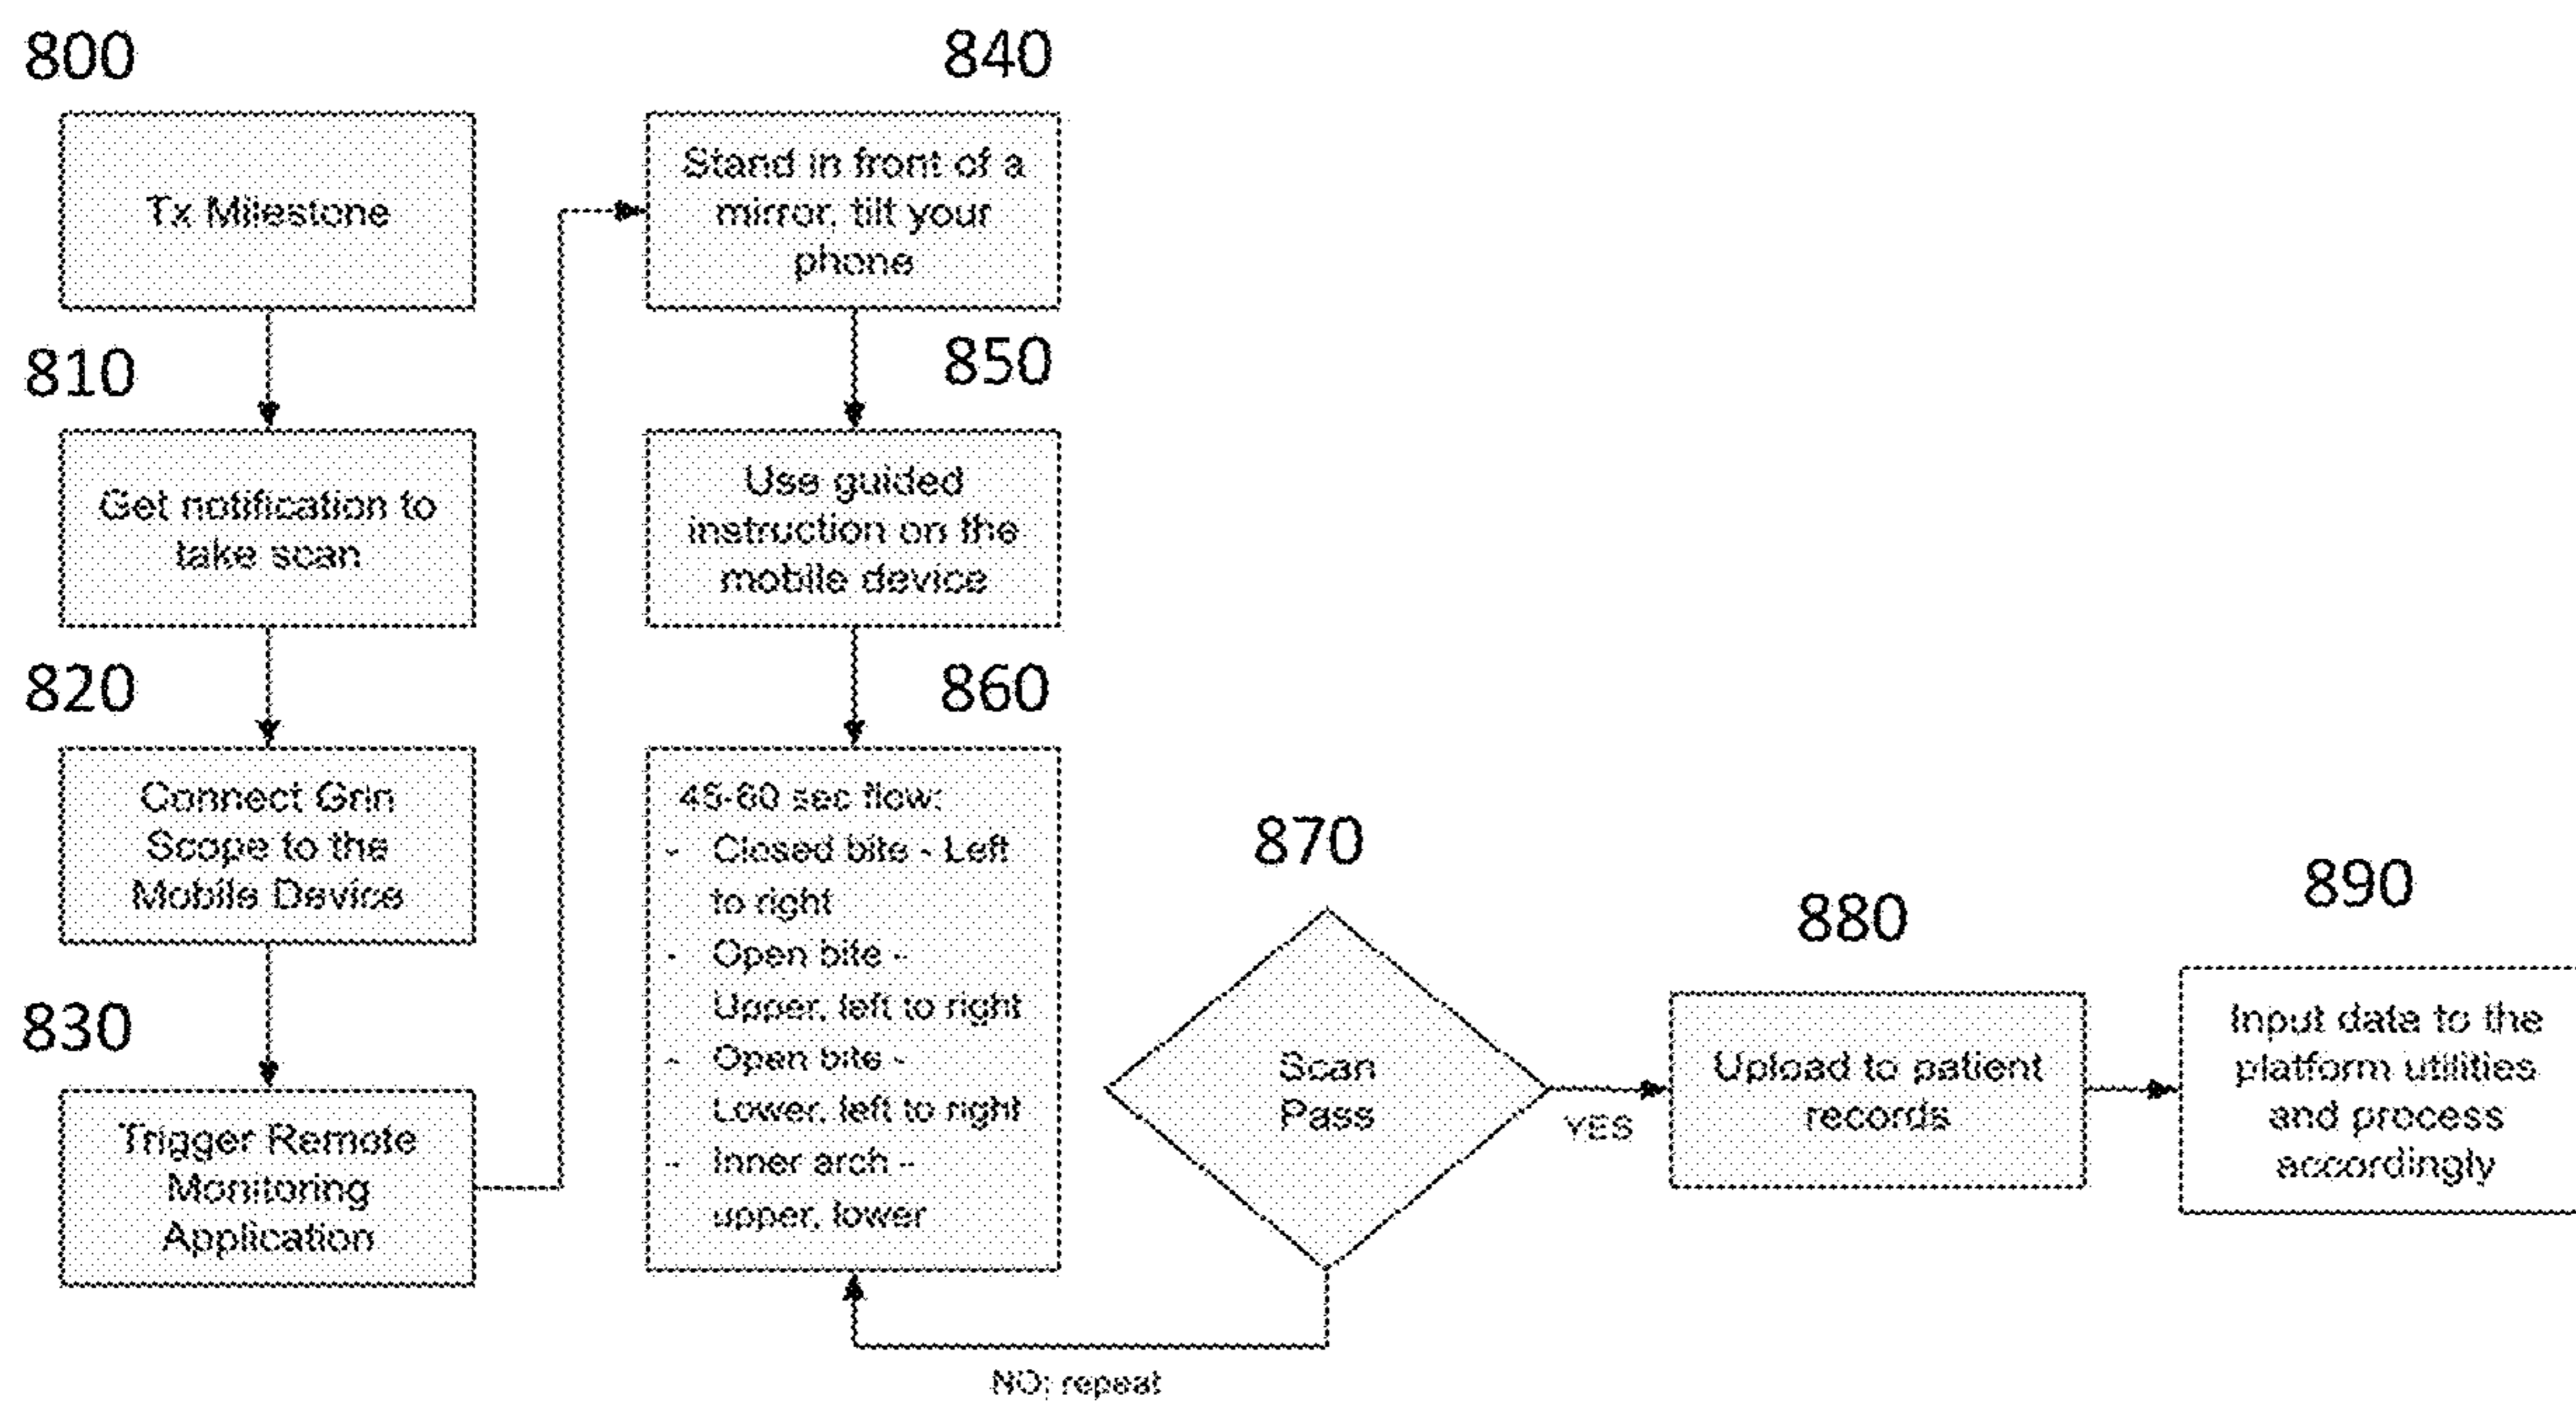 800
Tx Milestone
810
Get notification to
take scan
820
Connect Grin
Scope to the
Mobile Device
830
Trigger Remote
Monitoring
Application
840
Stand in front of a
mirror, tilt your
phone
850
Use guided
instruction on the
mobile device
860
45-60 sec flow:
- Closed bite - Left
to right
- Open bite -
Upper, left to right
- Open bite -
Lower, left to right
- Inner arch -
upper, lower
870
Scan
Pass
YES
NO; repeat
880
Upload to patient
records
890
Input data to the
platform utilities
and process
accordingly